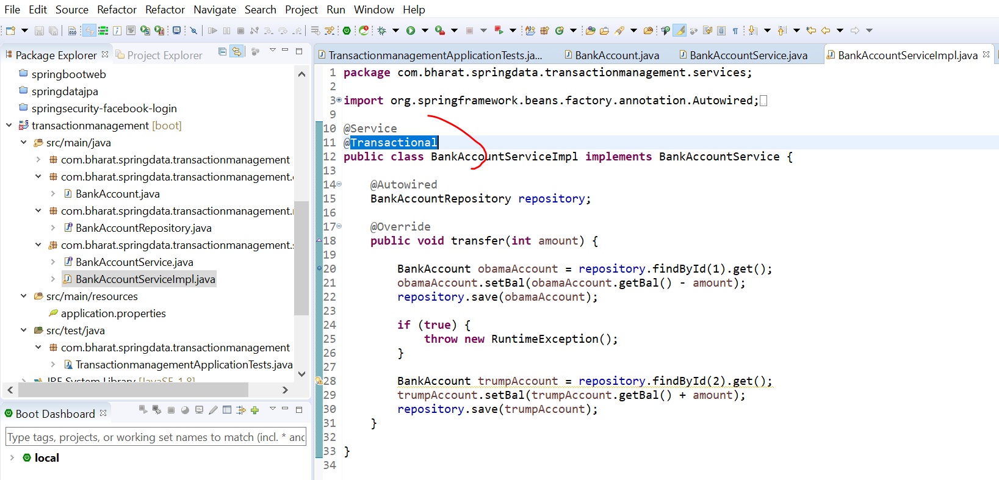 File Edit Source Refactor Refactor Navigate Search Project Run Window Help
Package Explorer
Project Explorer
springbootweb
springdatajpa
springsecurity-facebook-login
transactionmanagement [boot]
src/main/java
com.bharat.springdata.transactionmanagement
com.bharat.springdata.transactionmanagement.
BankAccount.java
com.bharat.springdata.transactionmanagement.
BankAccountRepository.java
com.bharat.springdata.transactionmanagement.
BankAccountService.java
BankAccountServiceImpl.java
src/main/resources
application.properties
src/test/java
com.bharat.springdata.transactionmanagement
TransactionmanagementApplicationTests.java
JRE System Library [JavaSE-1.8]
Boot Dashboard
Type tags, projects, or working set names to match (incl. * and
local
TransactionmanagementApplicationTests.ja... BankAccount.java BankAccountService.java BankAccountServiceImpl.java
1 package com.bharat.springdata.transactionmanagement.services;
2
3 import org.springframework.beans.factory.annotation.Autowired;
9
10 @Service
11 @Transactional
12 public class BankAccountServiceImpl implements BankAccountService {
13
14 @Autowired
15 BankAccountRepository repository;
16
17 @Override
18 public void transfer(int amount) {
19
20 BankAccount obamaAccount = repository.findById(1).get();
21 obamaAccount.setBal(obamaAccount.getBal() - amount);
22 repository.save(obamaAccount);
23
24 if (true) {
25 throw new RuntimeException();
26 }
27
28 BankAccount trumpAccount = repository.findById(2).get();
29 trumpAccount.setBal(trumpAccount.getBal() + amount);
30 repository.save(trumpAccount);
31 }
32
33 }
34